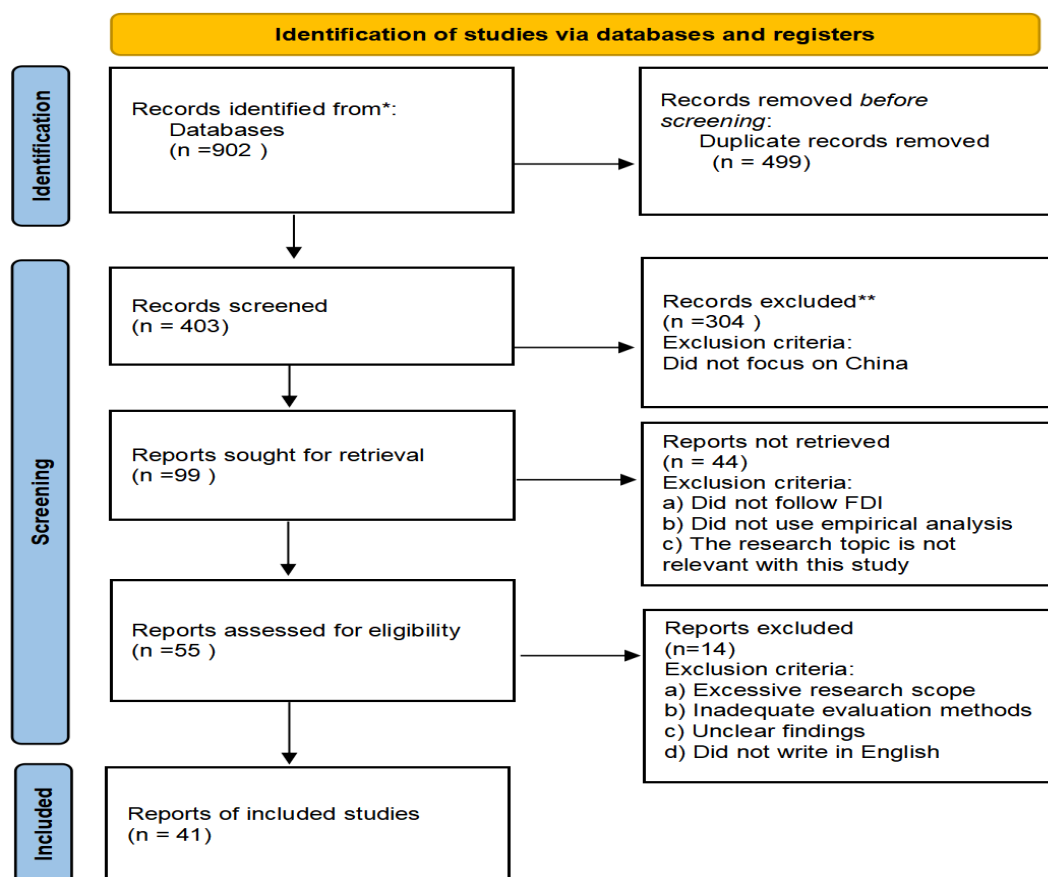 Identification of studies via databases and registers
Identification
Records identified from*:
Databases
(n =902 )
Records removed before
screening:
Duplicate records removed
(n = 499)
Screening
Records screened
(n = 403)
Records excluded**
(n =304 )
Exclusion criteria:
Did not focus on China
Reports sought for retrieval
(n =99 )
Reports not retrieved
(n = 44)
Exclusion criteria:
a) Did not follow FDI
b) Did not use empirical analysis
c) The research topic is not
relevant with this study
Reports assessed for eligibility
(n =55 )
Reports excluded
(n=14)
Exclusion criteria:
a) Excessive research scope
b) Inadequate evaluation methods
c) Unclear findings
d) Did not write in English
Included
Reports of included studies
(n = 41)